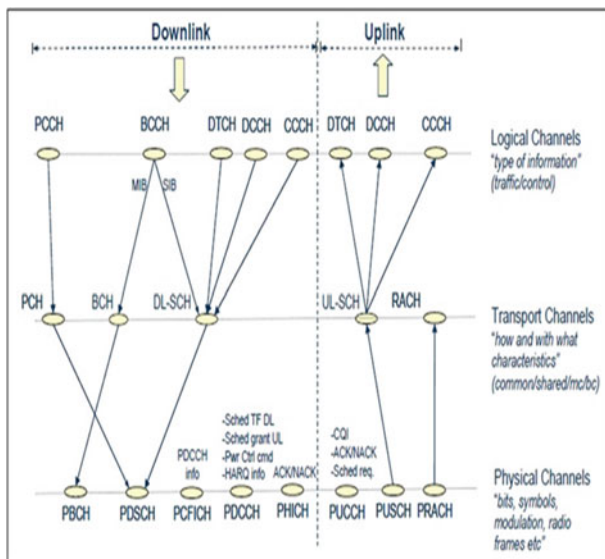 Downlink Uplink
PCCH BCCH DTCH DCCH CCCH DTCH DCCH CCCH
Logical Channels
"type of information"
(traffic/control)
MIB SIB
PCH BCH DL-SCH UL-SCH RACH
Transport Channels
"how and with what
characteristics"
(common/shared/mc/bc)
-Sched TF DL
-Sched grant UL
-Pwr Ctrl cmd
-HARQ info
PDCCH
info
ACK/NACK
-CQI
-ACK/NACK
-Sched req.
PBCH PDSCH PCFICH PDCCH PHICH PUCCH PUSCH PRACH
Physical Channels
"bits, symbols,
modulation, radio
frames etc"